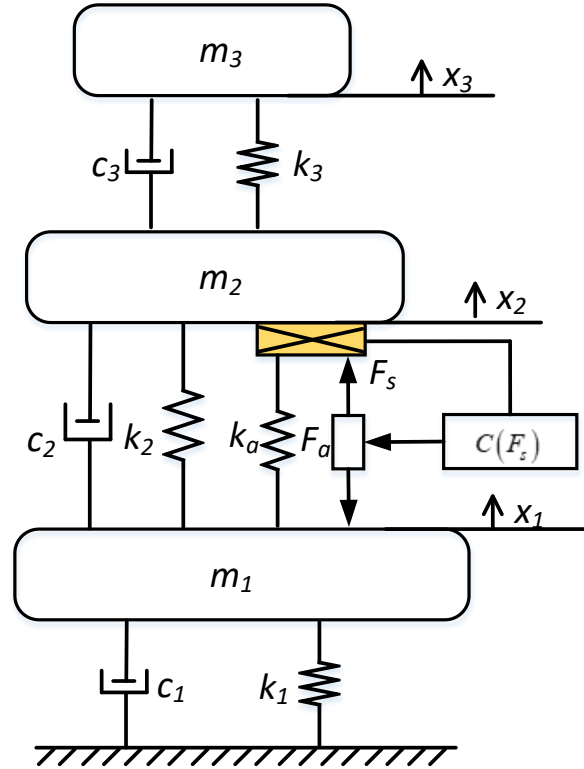 m₃
x₃
c₃
k₃
m₂
x₂
Fₛ
c₂
k₂
kₐ
Fₐ
C(Fₛ)
x₁
m₁
c₁
k₁